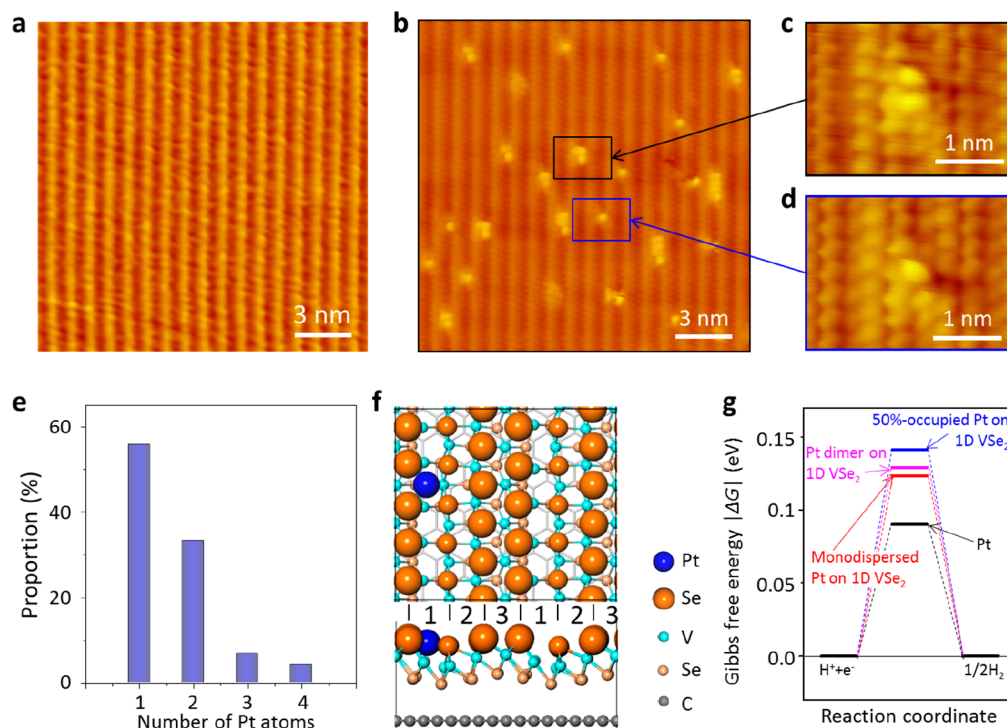 a
b
c
3 nm
3 nm
1 nm
d
1 nm
e
Proportion (%)
60
40
20
0
1 2 3 4
Number of Pt atoms
f
1 2 3 1 2 3
Pt
Se
V
Se
C
g
Gibbs free energy |ΔG| (eV)
0.15
0.10
0.05
0.0
50%-occupied Pt on
1D VSe₂
Pt dimer on
1D VSe₂
Pt
Monodispersed
Pt on 1D VSe₂
H⁺+e⁻
1/2H₂
Reaction coordinate